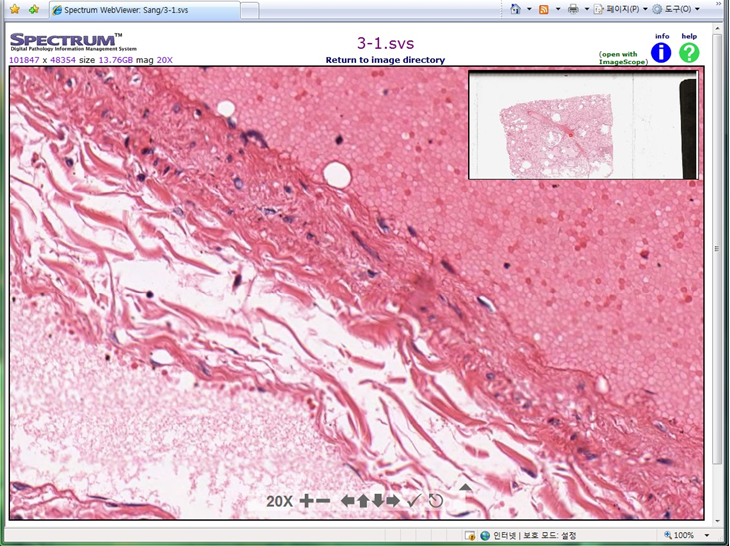 Spectrum WebViewer: Sang/3-1.svs
페이지(P)
도구(O)
SPECTRUM™
Digital Pathology Information Management System
101847 x 48354 size 13.76GB mag 20X
3-1.svs
Return to image directory
(open with
ImageScope)
info
help
i
?
20X
인터넷 | 보호 모드: 설정
100%